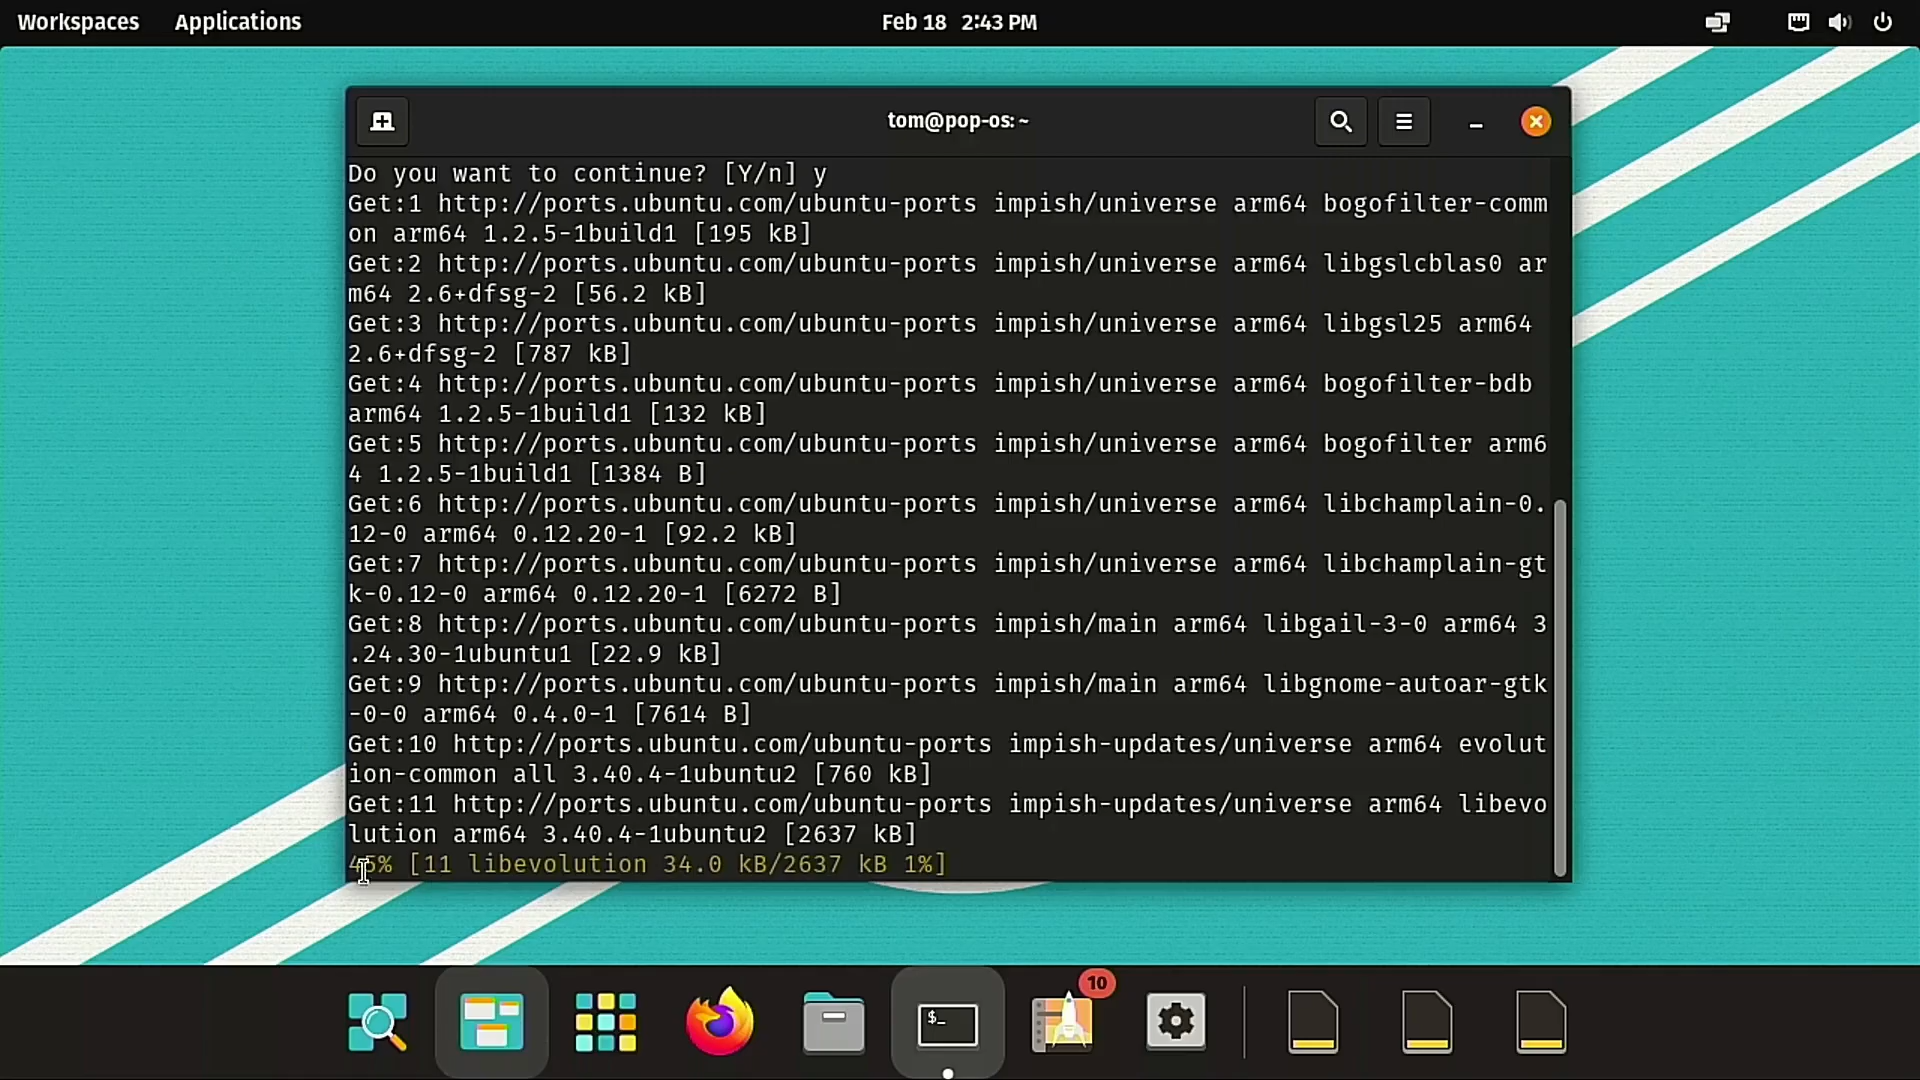 Workspaces Applications Feb 18 2:43 PM
tom@pop-os: ~
Do you want to continue? [Y/n] y
Get:1 http://ports.ubuntu.com/ubuntu-ports impish/universe arm64 bogofilter-comm
on arm64 1.2.5-1build1 [195 kB]
Get:2 http://ports.ubuntu.com/ubuntu-ports impish/universe arm64 libgslcblas0 ar
m64 2.6+dfsg-2 [56.2 kB]
Get:3 http://ports.ubuntu.com/ubuntu-ports impish/universe arm64 libgsl25 arm64
2.6+dfsg-2 [787 kB]
Get:4 http://ports.ubuntu.com/ubuntu-ports impish/universe arm64 bogofilter-bdb
arm64 1.2.5-1build1 [132 kB]
Get:5 http://ports.ubuntu.com/ubuntu-ports impish/universe arm64 bogofilter arm6
4 1.2.5-1build1 [1384 B]
Get:6 http://ports.ubuntu.com/ubuntu-ports impish/universe arm64 libchamplain-0.
12-0 arm64 0.12.20-1 [92.2 kB]
Get:7 http://ports.ubuntu.com/ubuntu-ports impish/universe arm64 libchamplain-gt
k-0.12-0 arm64 0.12.20-1 [6272 B]
Get:8 http://ports.ubuntu.com/ubuntu-ports impish/main arm64 libgail-3-0 arm64 3
.24.30-1ubuntu1 [22.9 kB]
Get:9 http://ports.ubuntu.com/ubuntu-ports impish/main arm64 libgnome-autoar-gtk
-0-0 arm64 0.4.0-1 [7614 B]
Get:10 http://ports.ubuntu.com/ubuntu-ports impish-updates/universe arm64 evolut
ion-common all 3.40.4-1ubuntu2 [760 kB]
Get:11 http://ports.ubuntu.com/ubuntu-ports impish-updates/universe arm64 libevo
lution arm64 3.40.4-1ubuntu2 [2637 kB]
45% [11 libevolution 34.0 kB/2637 kB 1%]
$_
10